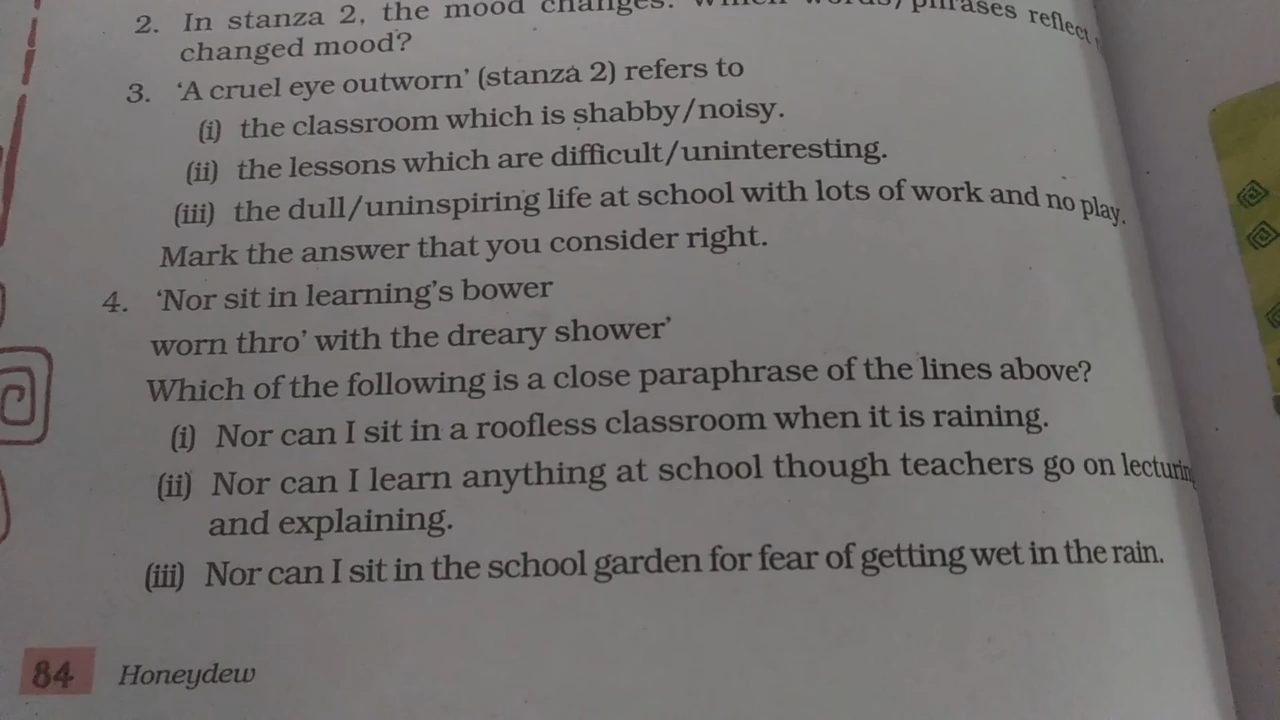 2. In stanza 2, the mood changes. Which words/phrases reflect
changed mood?
3. ‘A cruel eye outworn’ (stanza 2) refers to
(i) the classroom which is shabby/noisy.
(ii) the lessons which are difficult/uninteresting.
(iii) the dull/uninspiring life at school with lots of work and no play.
Mark the answer that you consider right.
4. ‘Nor sit in learning’s bower
worn thro’ with the dreary shower’
Which of the following is a close paraphrase of the lines above?
(i) Nor can I sit in a roofless classroom when it is raining.
(ii) Nor can I learn anything at school though teachers go on lecturing
and explaining.
(iii) Nor can I sit in the school garden for fear of getting wet in the rain.
84 Honeydew